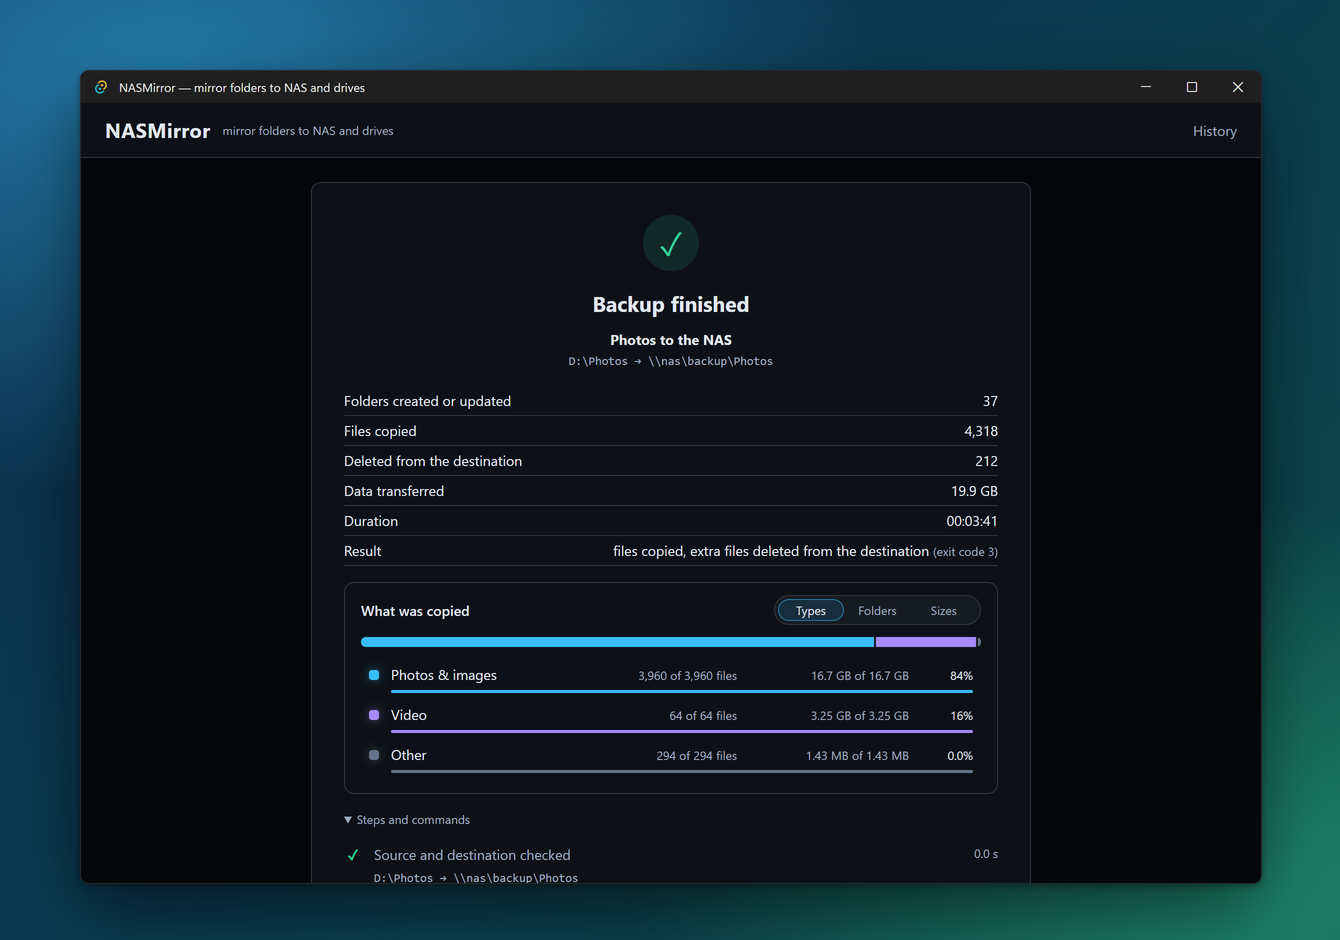 NASMirror — mirror folders to NAS and drives
NASMirror mirror folders to NAS and drives History
Backup finished
Photos to the NAS
D:\Photos → \\nas\backup\Photos
Folders created or updated 37
Files copied 4,318
Deleted from the destination 212
Data transferred 19.9 GB
Duration 00:03:41
Result files copied, extra files deleted from the destination (exit code 3)
What was copied Types Folders Sizes
Photos & images 3,960 of 3,960 files 16.7 GB of 16.7 GB 84%
Video 64 of 64 files 3.25 GB of 3.25 GB 16%
Other 294 of 294 files 1.43 MB of 1.43 MB 0.0%
▼ Steps and commands
✓ Source and destination checked 0.0 s
D:\Photos → \\nas\backup\Photos